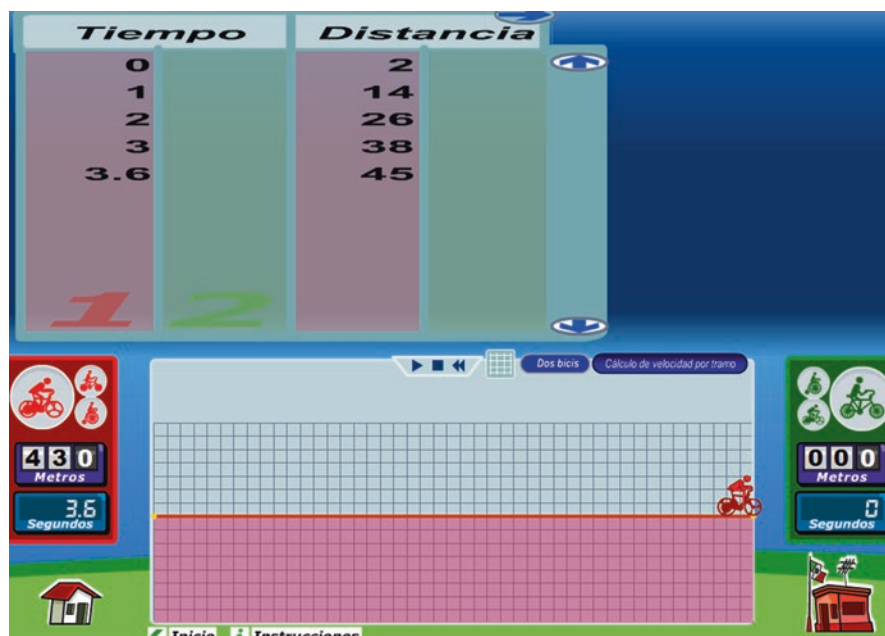 Tiempo Distancia
0 2
1 14
2 26
3 38
3.6 45
1 2
Dos bicis Cálculo de velocidad por tramo
430
Metros
3.6
Segundos
000
Metros
0
Segundos
Inicio i Instrucciones